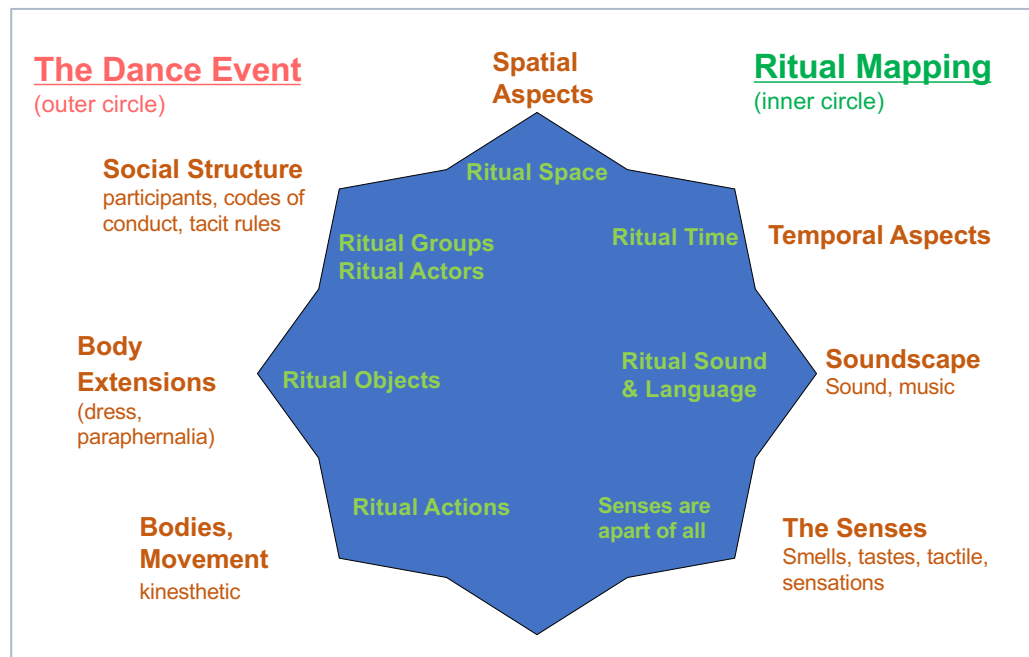 The Dance Event
(outer circle)
Spatial
Aspects
Ritual Mapping
(inner circle)
Social Structure
participants, codes of
conduct, tacit rules
Ritual Space
Ritual Groups
Ritual Actors
Ritual Time
Temporal Aspects
Body
Extensions
(dress,
paraphernalia)
Ritual Objects
Ritual Sound
& Language
Soundscape
Sound, music
Bodies,
Movement
kinesthetic
Ritual Actions
Senses are
apart of all
The Senses
Smells, tastes, tactile,
sensations